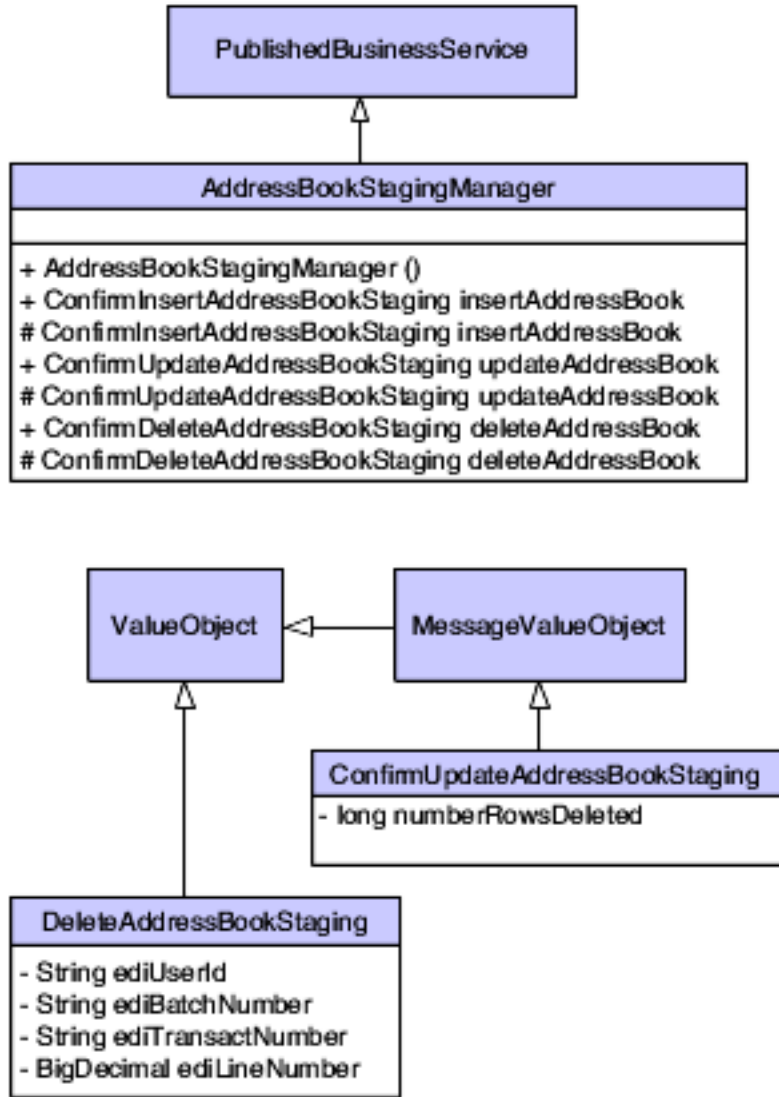 PublishedBusinessService
AddressBookStagingManager
+ AddressBookStagingManager ()
+ ConfirmInsertAddressBookStaging insertAddressBook
# ConfirmInsertAddressBookStaging insertAddressBook
+ ConfirmUpdateAddressBookStaging updateAddressBook
# ConfirmUpdateAddressBookStaging updateAddressBook
+ ConfirmDeleteAddressBookStaging deleteAddressBook
# ConfirmDeleteAddressBookStaging deleteAddressBook
ValueObject
MessageValueObject
ConfirmUpdateAddressBookStaging
- long numberRowsDeleted
DeleteAddressBookStaging
- String ediUserId
- String ediBatchNumber
- String ediTransactNumber
- BigDecimal ediLineNumber